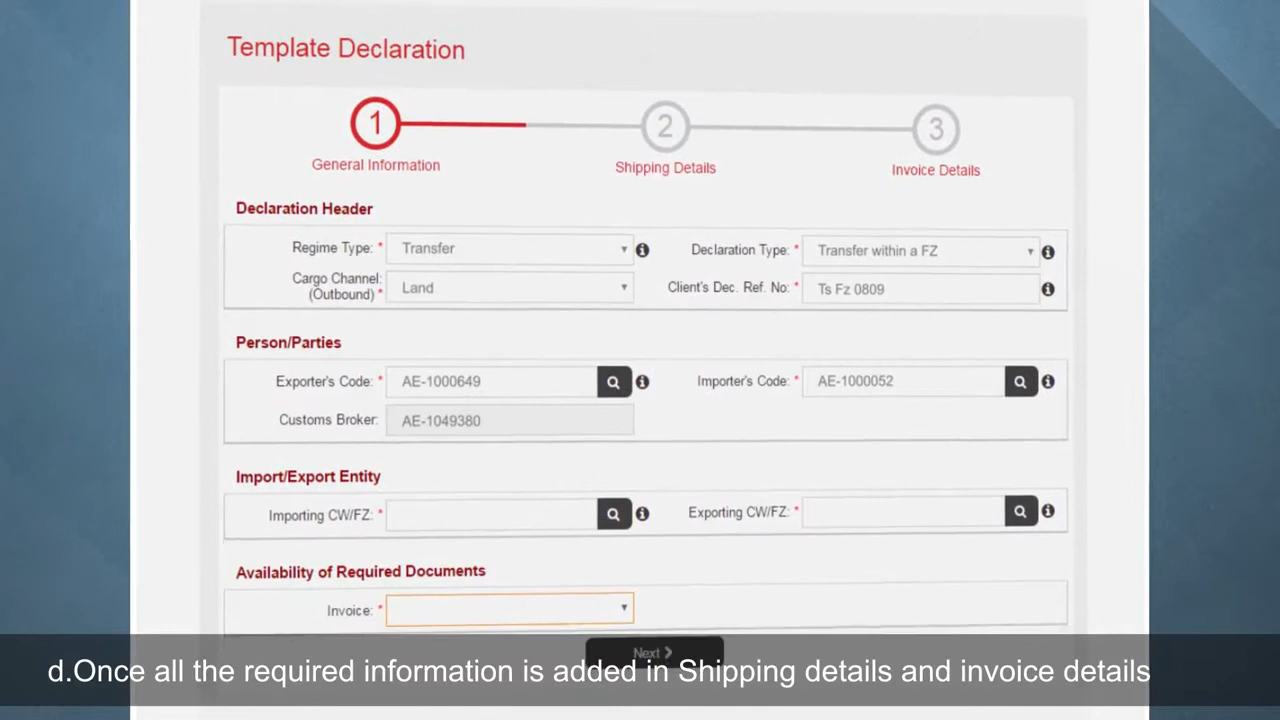 Template Declaration
1 2 3
General Information Shipping Details Invoice Details
Declaration Header
Regime Type: * Transfer Declaration Type: * Transfer within a FZ
Cargo Channel: (Outbound) * Land Client's Dec. Ref. No: * Ts Fz 0809
Person/Parties
Exporter's Code: * AE-1000649 Importer's Code: * AE-1000052
Customs Broker: AE-1049380
Import/Export Entity
Importing CW/FZ: * Exporting CW/FZ: *
Availability of Required Documents
Invoice: *
Next
d.Once all the required information is added in Shipping details and invoice details